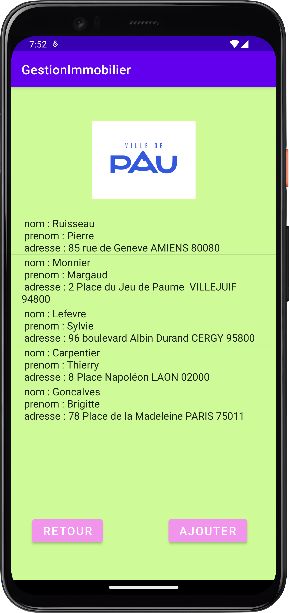 7:52
GestionImmobilier
VILLE DE
PAU
nom : Ruisseau
prenom : Pierre
adresse : 85 rue de Geneve AMIENS 80080
nom : Monnier
prenom : Margaud
adresse : 2 Place du Jeu de Paume  VILLEJUIF
94800
nom : Lefevre
prenom : Sylvie
adresse : 96 boulevard Albin Durand CERGY 95800
nom : Carpentier
prenom : Thierry
adresse : 8 Place Napoléon LAON 02000
nom : Goncalves
prenom : Brigitte
adresse : 78 Place de la Madeleine PARIS 75011
RETOUR
AJOUTER